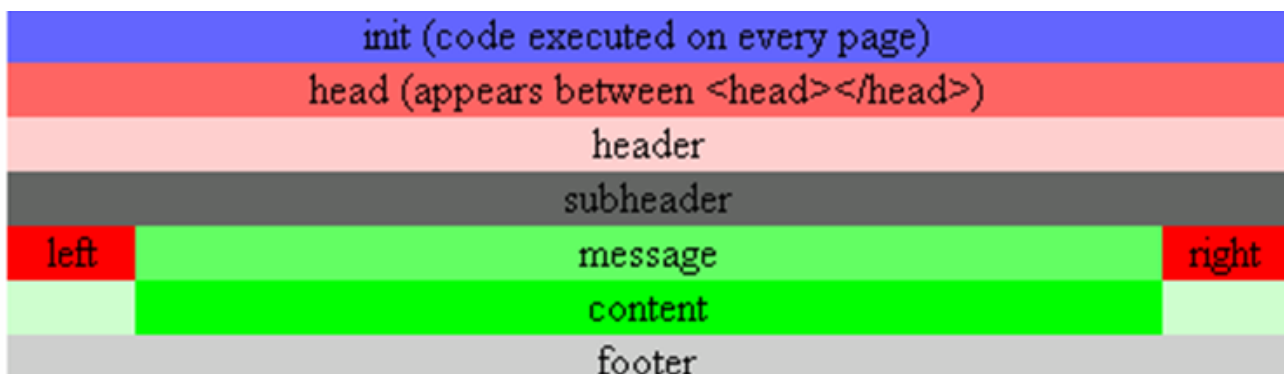 init (code executed on every page)
head (appears between <head></head>)
header
subheader
left message right
content
footer